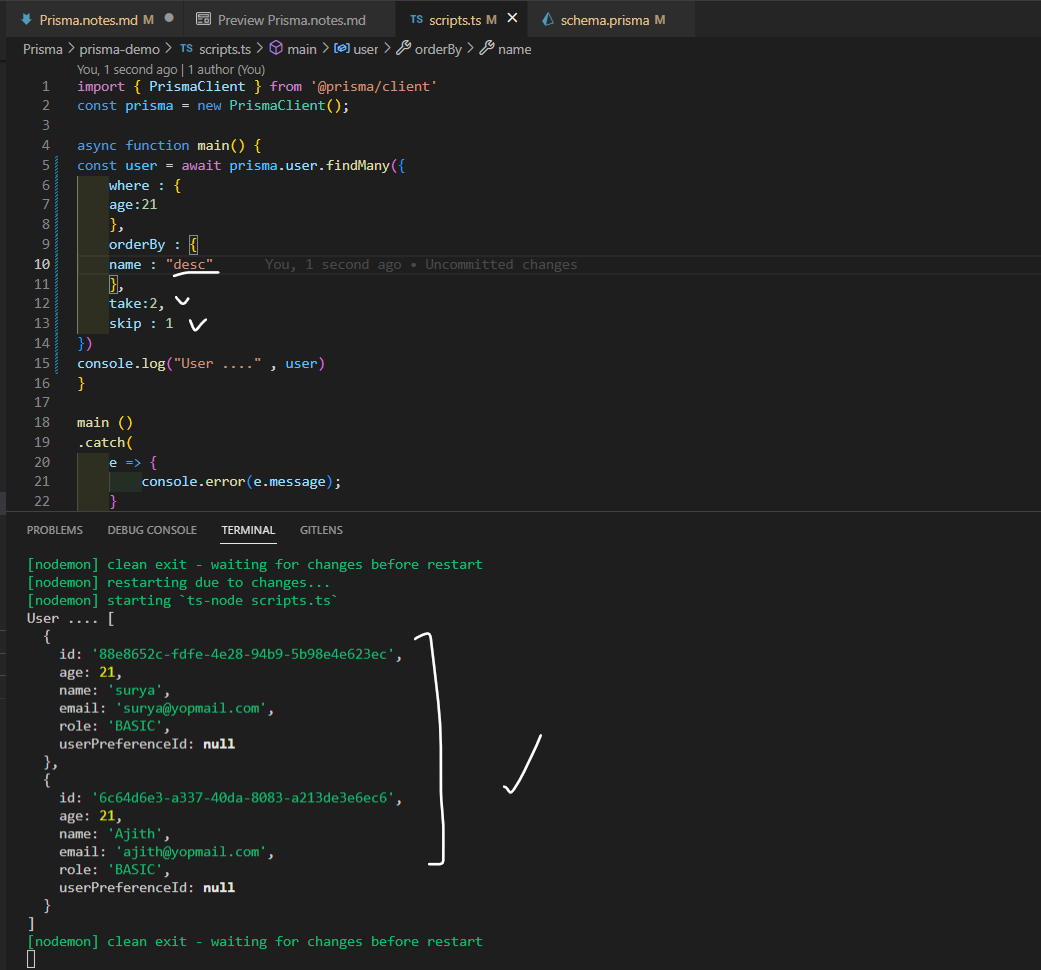 Prisma.notes.md M
Preview Prisma.notes.md
TS scripts.ts M
schema.prisma M
Prisma > prisma-demo > TS scripts.ts > main > user > orderBy > name
You, 1 second ago | 1 author (You)
1 import { PrismaClient } from '@prisma/client'
2 const prisma = new PrismaClient();
3
4 async function main() {
5 const user = await prisma.user.findMany({
6 where : {
7 age:21
8 },
9 orderBy : {
10 name : "desc" You, 1 second ago • Uncommitted changes
11 },
12 take:2,
13 skip : 1
14 })
15 console.log("User ...." , user)
16 }
17
18 main ()
19 .catch(
20 e => {
21 console.error(e.message);
22 }
PROBLEMS DEBUG CONSOLE TERMINAL GITLENS
[nodemon] clean exit - waiting for changes before restart
[nodemon] restarting due to changes...
[nodemon] starting `ts-node scripts.ts`
User .... [
{
id: '88e8652c-fdfe-4e28-94b9-5b98e4e623ec',
age: 21,
name: 'surya',
email: 'surya@yopmail.com',
role: 'BASIC',
userPreferenceId: null
},
{
id: '6c64d6e3-a337-40da-8083-a213de3e6ec6',
age: 21,
name: 'Ajith',
email: 'ajith@yopmail.com',
role: 'BASIC',
userPreferenceId: null
}
]
[nodemon] clean exit - waiting for changes before restart